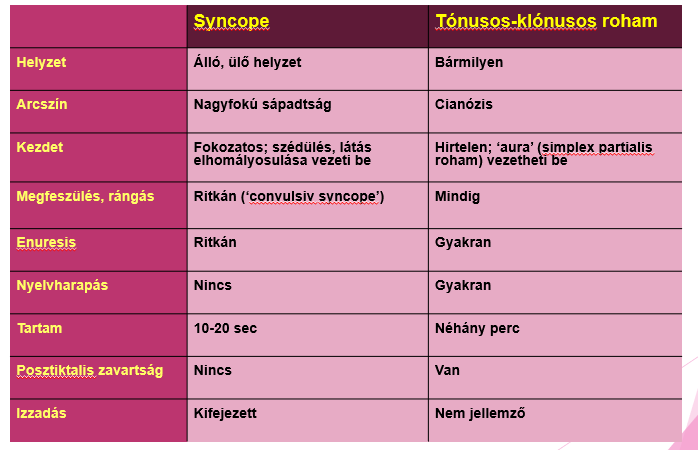 Syncope
Tónusos-klónusos roham
Helyzet
Álló, ülő helyzet
Bármilyen
Arcszín
Nagyfokú sápadtság
Cianózis
Kezdet
Fokozatos; szédülés, látás
elhomályosulása vezeti be
Hirtelen; ‘aura’ (simplex partialis
roham) vezetheti be
Megfeszülés, rángás
Ritkán (‘convulsiv syncope’)
Mindig
Enuresis
Ritkán
Gyakran
Nyelvharapás
Nincs
Gyakran
Tartam
10-20 sec
Néhány perc
Posztiktalis zavartság
Nincs
Van
Izzadás
Kifejezett
Nem jellemző